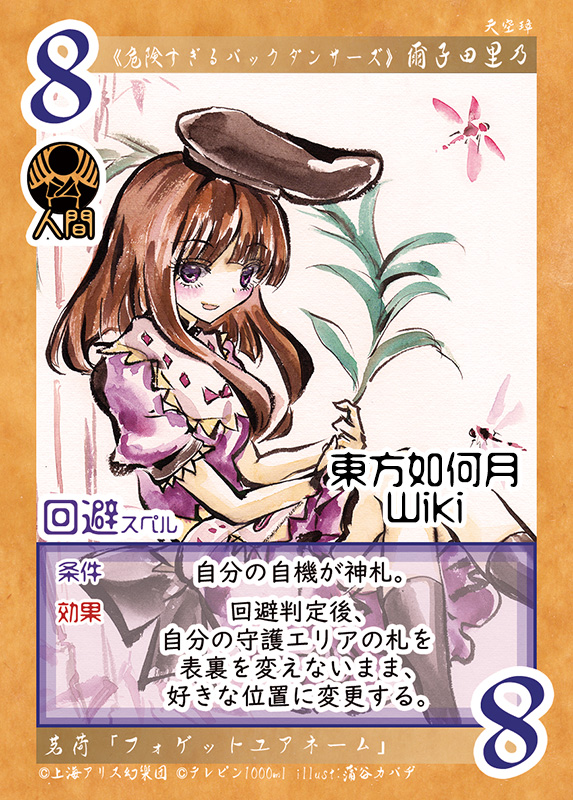 天空璋
8
《危険すぎるバックダンサーズ》 爾子田里乃
人間
東方如何月
Wiki
回避スペル
条件
自分の自機が神札。
効果
回避判定後、
自分の守護エリアの札を
表裏を変えないまま、
好きな位置に変更する。
8
茗荷「フォゲットユアネーム」
©上海アリス幻樂団 ©テレビン1000ml illust:蒲谷カバヂ